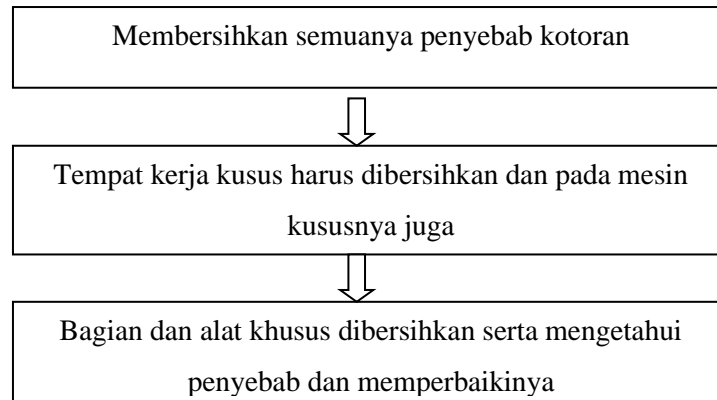 Membersihkan semuanya penyebab kotoran
Tempat kerja kusus harus dibersihkan dan pada mesin
kususnya juga
Bagian dan alat khusus dibersihkan serta mengetahui
penyebab dan memperbaikinya